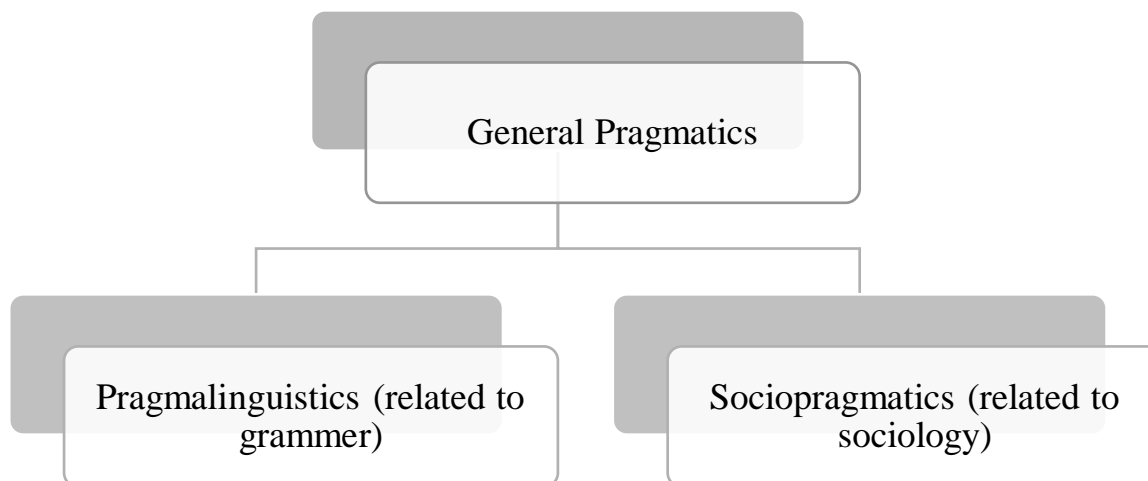 General Pragmatics
Pragmalinguistics (related to
grammer)
Sociopragmatics (related to
sociology)